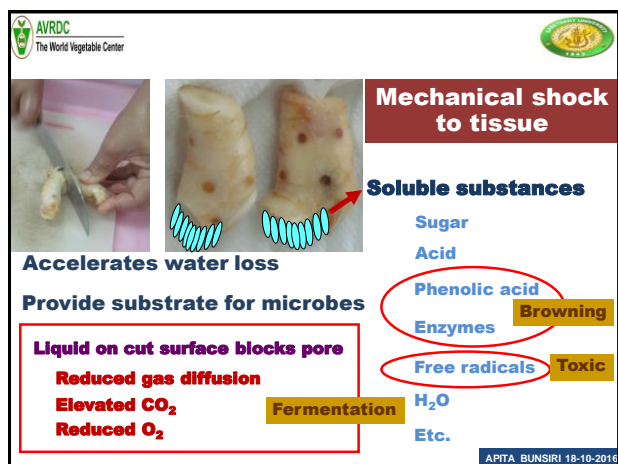 AVRDC
The World Vegetable Center
1943
Mechanical shock
to tissue
Soluble substances
Sugar
Acid
Phenolic acid
Enzymes
Browning
Free radicals
Toxic
H₂O
Etc.
Accelerates water loss
Provide substrate for microbes
Liquid on cut surface blocks pore
Reduced gas diffusion
Elevated CO₂
Reduced O₂
Fermentation
APITA BUNSIRI 18-10-2016